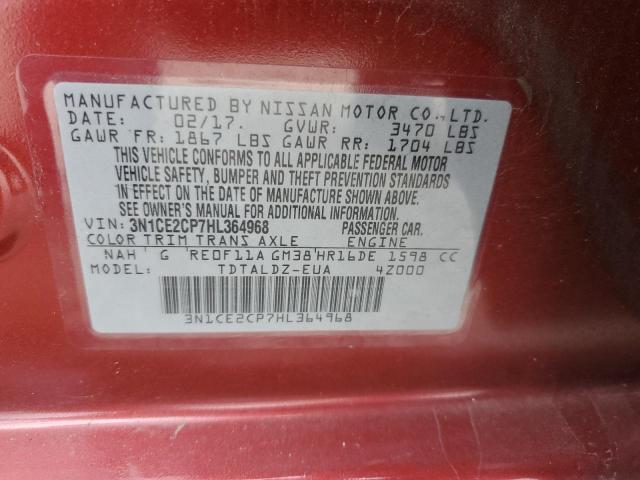 MANUFACTURED BY NISSAN MOTOR CO.,LTD.
DATE: 02/17. GVWR: 3470 LBS
GAWR FR: 1867 LBS GAWR RR: 1704 LBS
THIS VEHICLE CONFORMS TO ALL APPLICABLE FEDERAL MOTOR
VEHICLE SAFETY, BUMPER AND THEFT PREVENTION STANDARDS
IN EFFECT ON THE DATE OF MANUFACTURE SHOWN ABOVE.
SEE OWNER'S MANUAL FOR ADDITIONAL INFORMATION.
VIN: 3N1CE2CP7HL364968 PASSENGER CAR.
COLOR TRIM TRANS AXLE ENGINE
NAH G RE0F11A GM38 HR16DE 1598 CC
MODEL: TDTALDZ-EUA 4Z000
3N1CE2CP7HL364968